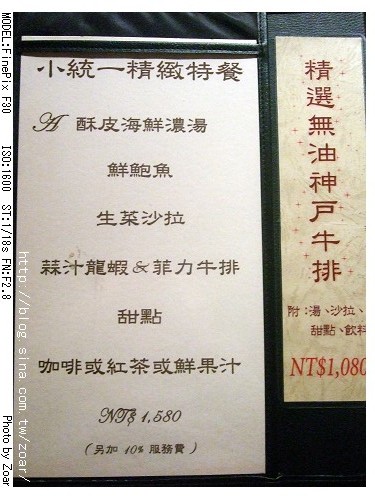 小統一精緻特餐
A 酥皮海鮮濃湯
鮮鮑魚
生菜沙拉
蒜汁龍蝦&菲力牛排
甜點
咖啡或紅茶或鮮果汁
NT$ 1,580
(另加 10% 服務費)
精選無油神戶牛排
附:湯、沙拉、
甜點、飲料
NT$1,080
MODEL:FinePix F30 ISO:1600 ST:1/18s FN:F2.8
http://blog.sina.com.tw/zoar/
Photo by Zoar